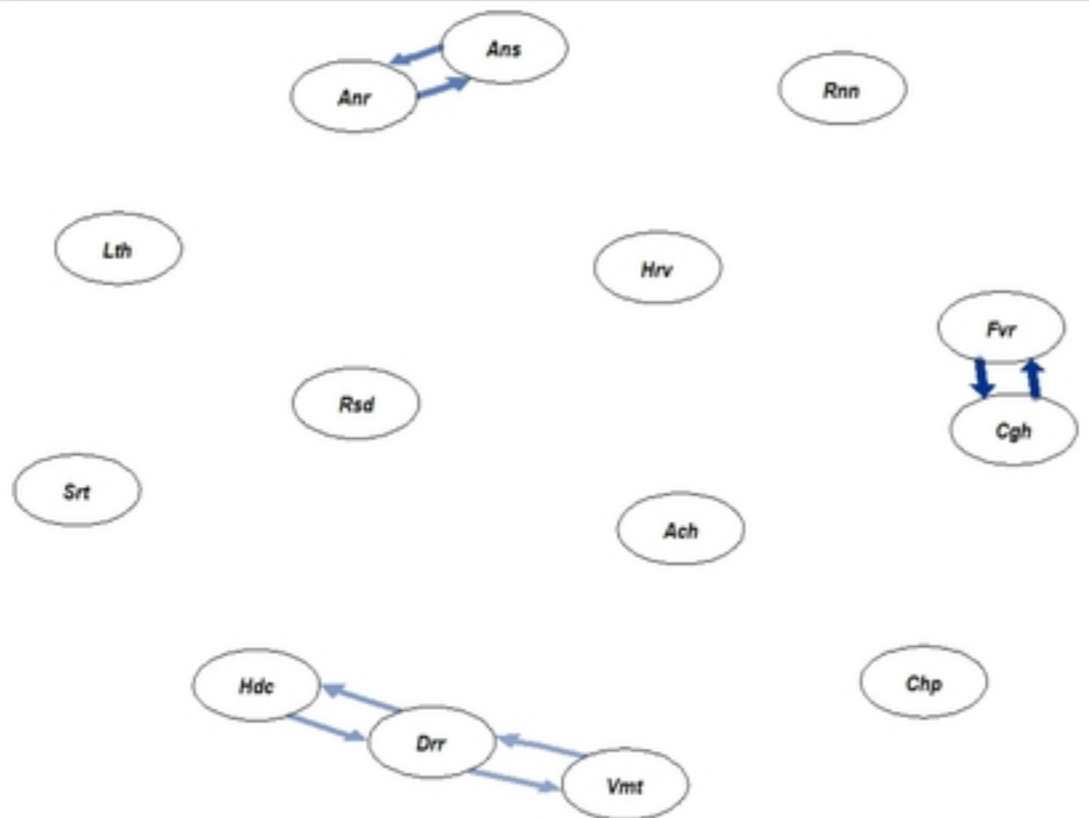 Ans
Anr
Rnn
Lth
Hrv
Fvr
Rsd
Cgh
Srt
Ach
Hdc
Chp
Drr
Vmt